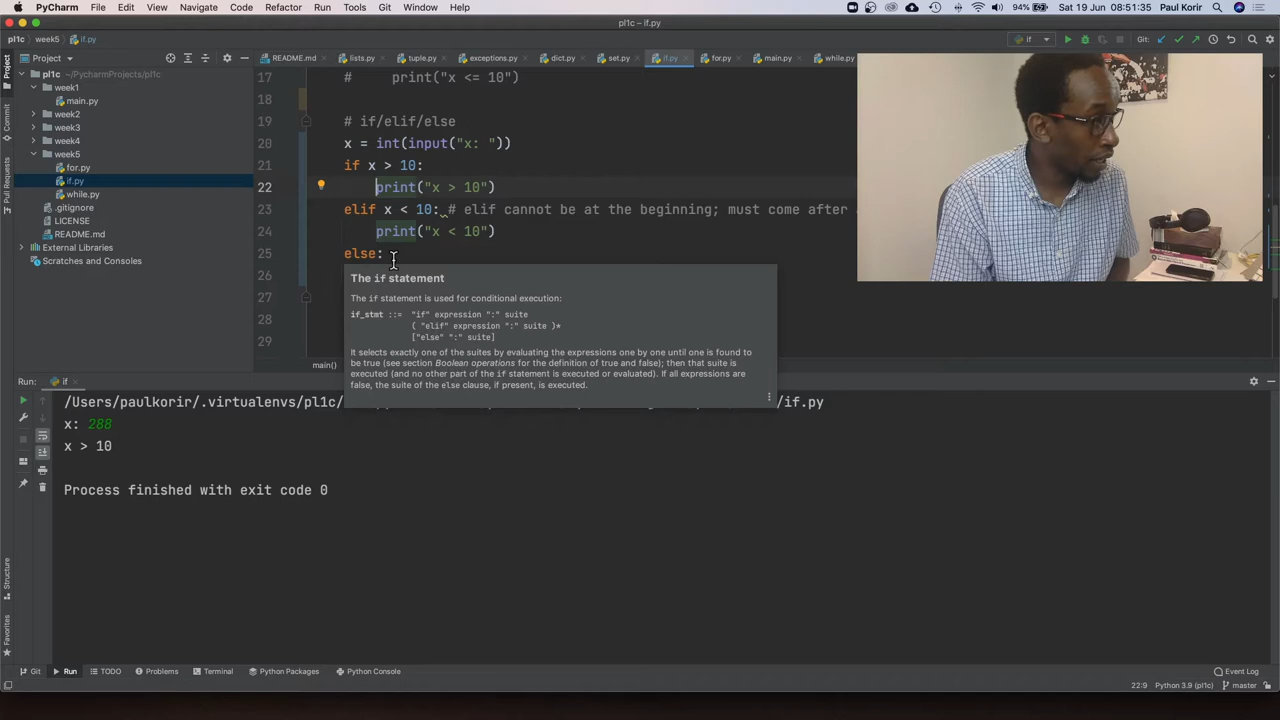 PyCharm File Edit View Navigate Code Refactor Run Tools Git Window Help 94% Sat 19 Jun 08:51:35 Paul Korir
pl1c – if.py
week5 if.py if Git:
Project README.md lists.py tuple.py exceptions.py dict.py set.py if.py for.py main.py while.py
pl1c ~/PycharmProjects/pl1c
week1
main.py
week2
week3
week4
week5
for.py
if.py
while.py
.gitignore
LICENSE
README.md
External Libraries
Scratches and Consoles
Project
Commit
Pull Requests
Structure
Favorites
17 # print("x <= 10")
18
19 # if/elif/else
20 x = int(input("x: "))
21 if x > 10:
22 print("x > 10")
23 elif x < 10: # elif cannot be at the beginning; must come after
24 print("x < 10")
25 else:
26
27
28
29
The if statement
The if statement is used for conditional execution:
if_stmt ::= "if" expression ":" suite
( "elif" expression ":" suite )*
["else" ":" suite]
It selects exactly one of the suites by evaluating the expressions one by one until one is found to
be true (see section Boolean operations for the definition of true and false); then that suite is
executed (and no other part of the if statement is executed or evaluated). If all expressions are
false, the suite of the else clause, if present, is executed.
main()
Run: if
/Users/paulkorir/.virtualenvs/pl1c/ /if.py
x: 288
x > 10
Process finished with exit code 0
Git Run TODO Problems Terminal Python Packages Python Console Event Log
22:9 Python 3.9 (pl1c) master